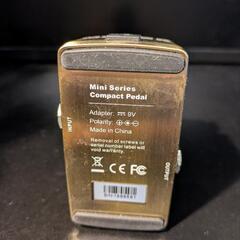 Mini Series
Compact Pedal
Adapter: 9V
Polarity:
Made in China
Removal of screws or
serial number label will
void warranty.
INPUT
CE